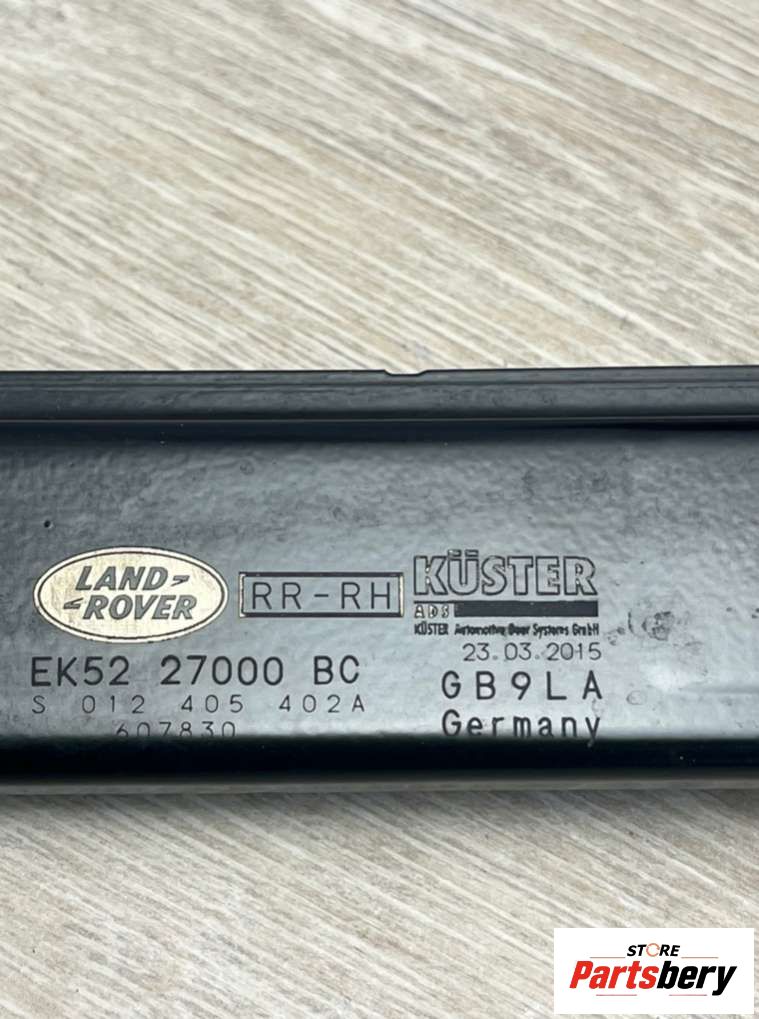 LAND-
-ROVER
RR-RH
KÜSTER
ADS
KÜSTER Automotive Door Systems GmbH
EK52 27000 BC
23.03.2015
S 012 405 402A
GB9LA
607830
Germany
STORE
Partsbery